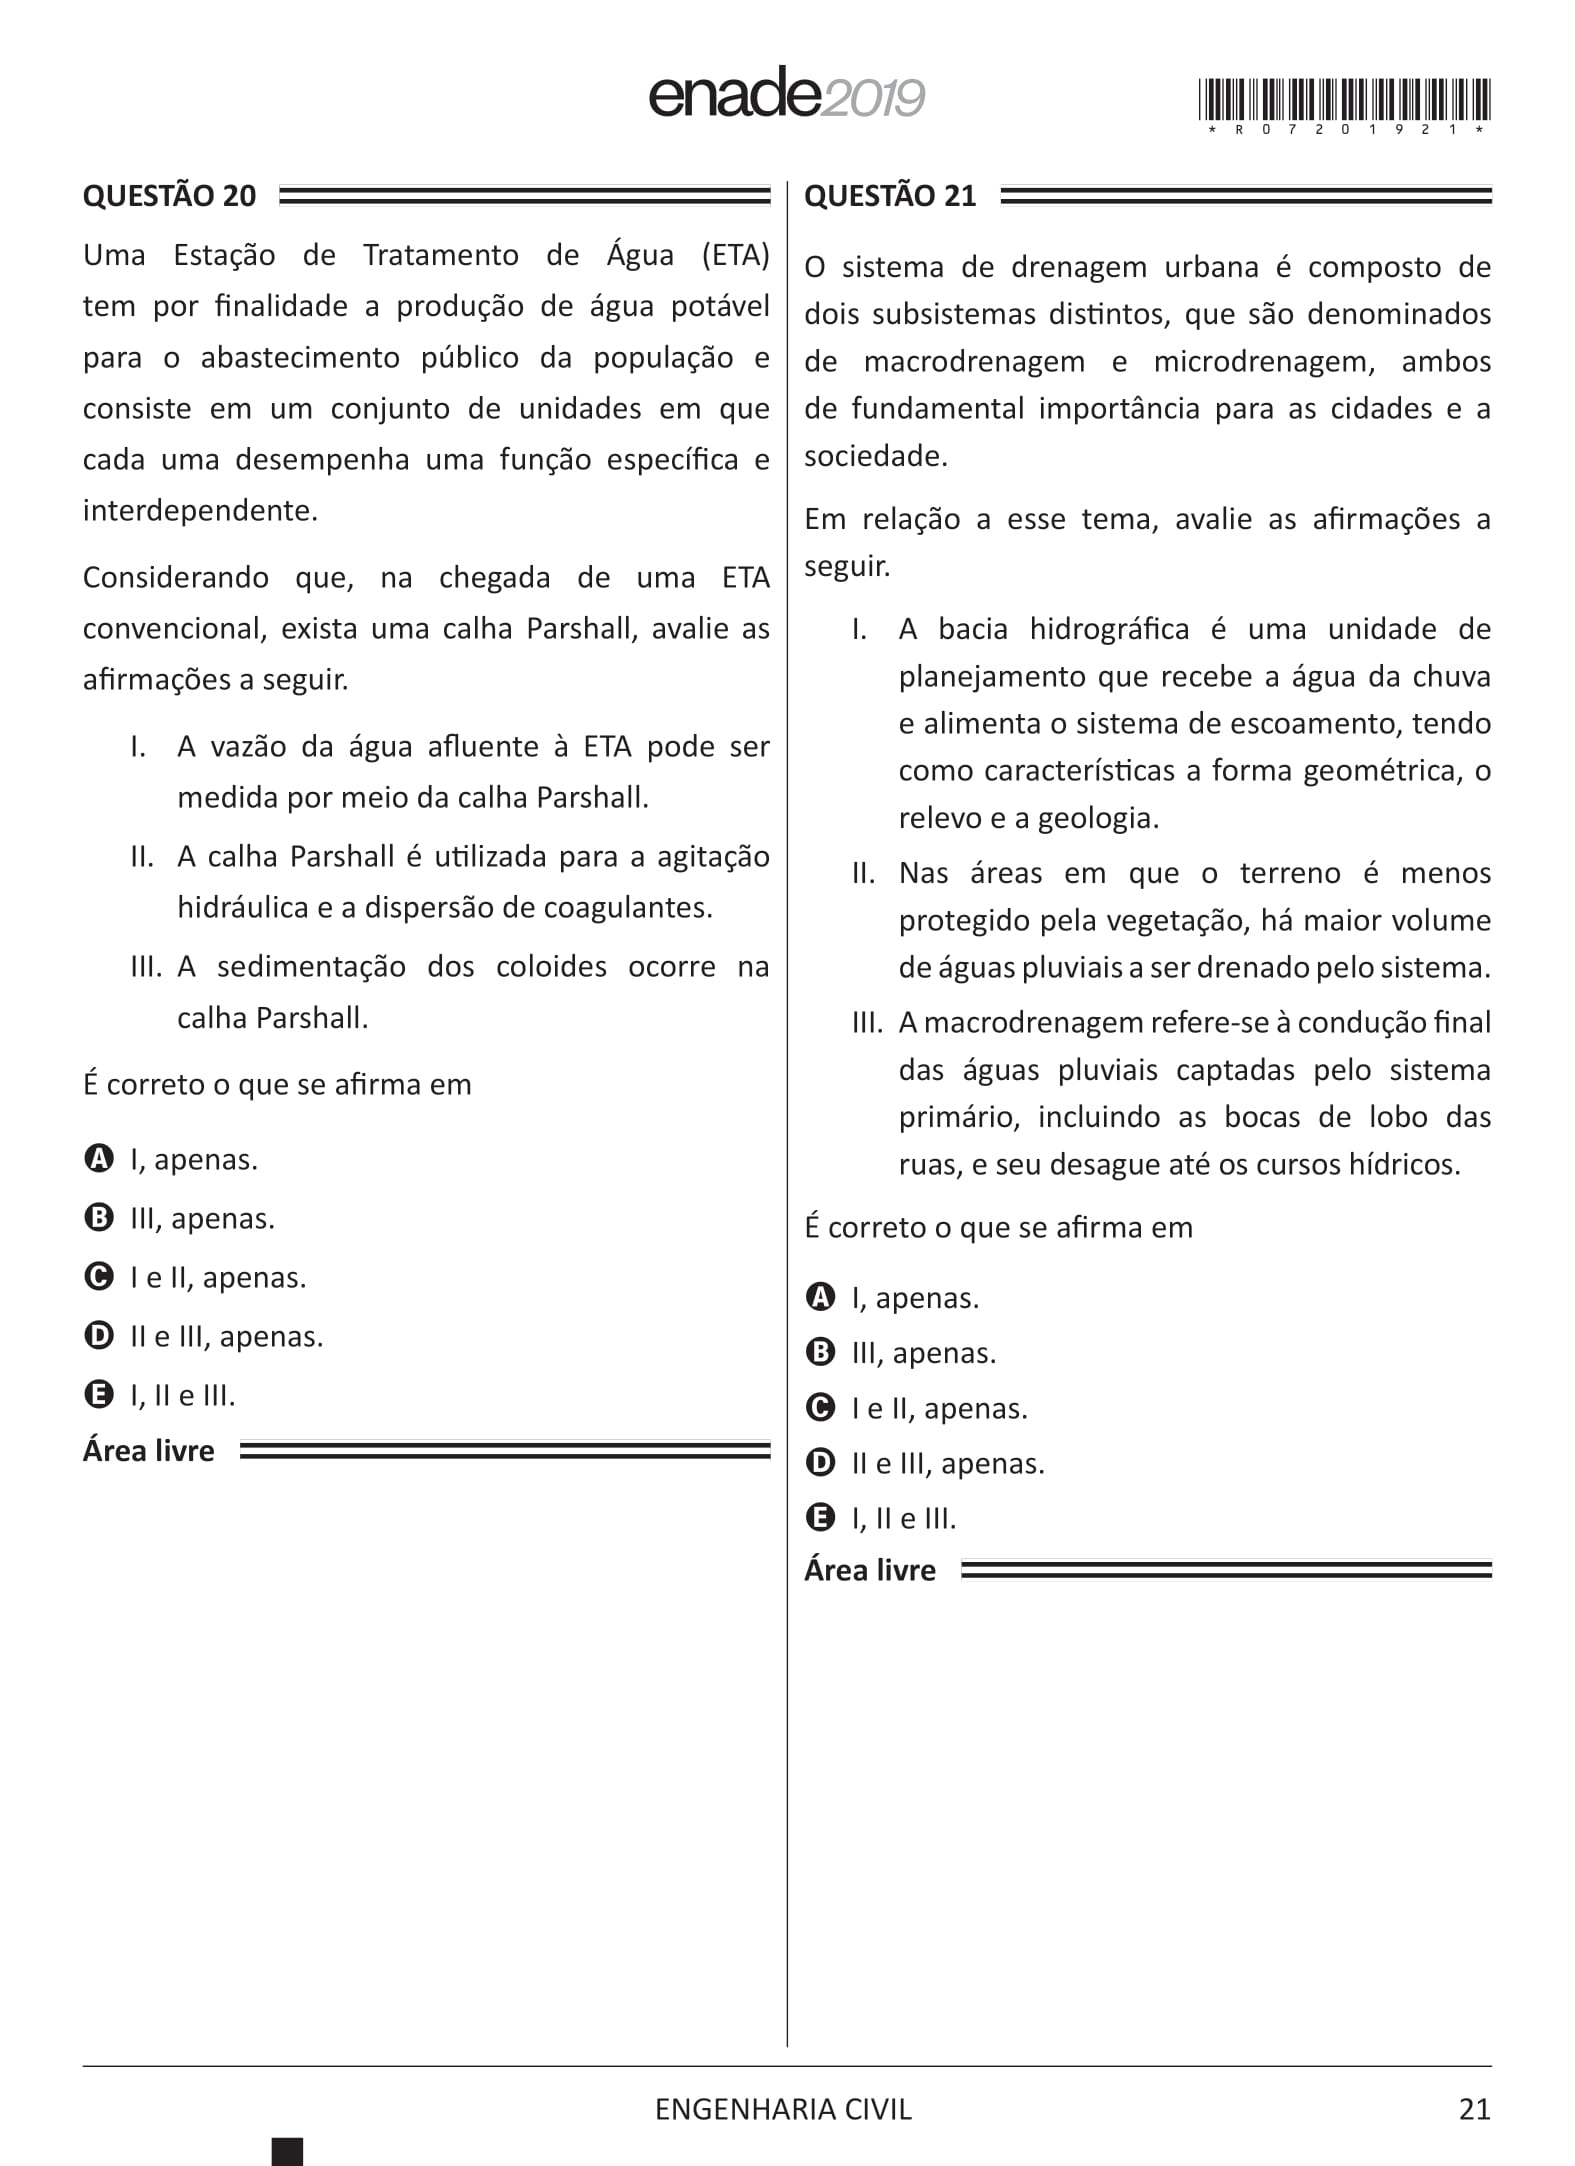 enade2019
*R07201921*
QUESTÃO 20
Uma Estação de Tratamento de Água (ETA)
tem por finalidade a produção de água potável
para o abastecimento público da população e
consiste em um conjunto de unidades em que
cada uma desempenha uma função específica e
interdependente.
Considerando que, na chegada de uma ETA
convencional, exista uma calha Parshall, avalie as
afirmações a seguir.
I. A vazão da água afluente à ETA pode ser
medida por meio da calha Parshall.
II. A calha Parshall é utilizada para a agitação
hidráulica e a dispersão de coagulantes.
III. A sedimentação dos coloides ocorre na
calha Parshall.
É correto o que se afirma em
A I, apenas.
B III, apenas.
C I e II, apenas.
D II e III, apenas.
E I, II e III.
Área livre
QUESTÃO 21
O sistema de drenagem urbana é composto de
dois subsistemas distintos, que são denominados
de macrodrenagem e microdrenagem, ambos
de fundamental importância para as cidades e a
sociedade.
Em relação a esse tema, avalie as afirmações a
seguir.
I. A bacia hidrográfica é uma unidade de
planejamento que recebe a água da chuva
e alimenta o sistema de escoamento, tendo
como características a forma geométrica, o
relevo e a geologia.
II. Nas áreas em que o terreno é menos
protegido pela vegetação, há maior volume
de águas pluviais a ser drenado pelo sistema.
III. A macrodrenagem refere-se à condução final
das águas pluviais captadas pelo sistema
primário, incluindo as bocas de lobo das
ruas, e seu desague até os cursos hídricos.
É correto o que se afirma em
A I, apenas.
B III, apenas.
C I e II, apenas.
D II e III, apenas.
E I, II e III.
Área livre
ENGENHARIA CIVIL
21